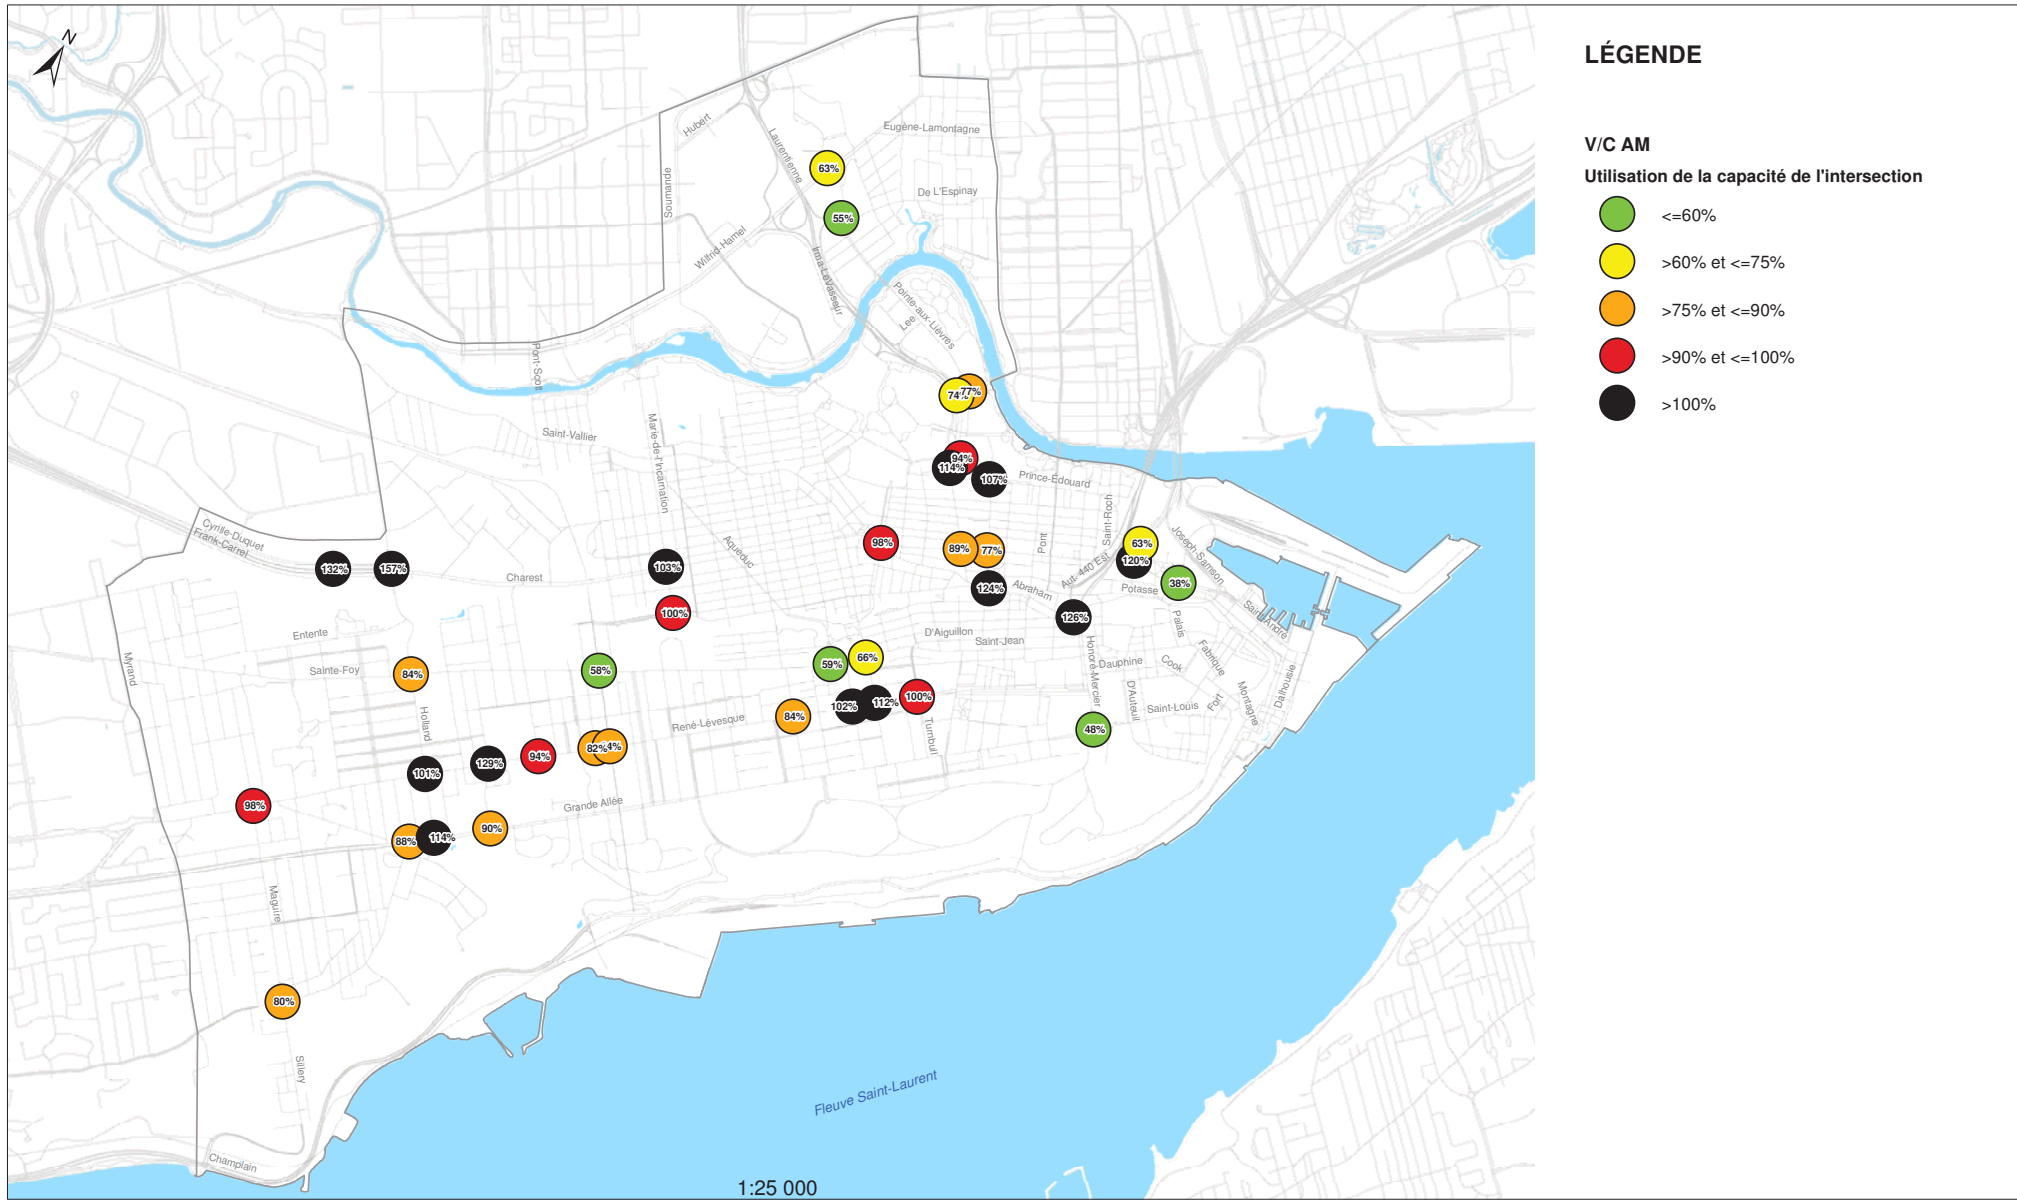 N
LÉGENDE
V/C AM
Utilisation de la capacité de l'intersection
<=60%
>60% et <=75%
>75% et <=90%
>90% et <=100%
>100%
Hubert
Laurentienne
Eugène-Lamontagne
63%
Soumande
De L'Espinay
55%
Wilfrid-Hamel
Irma-Levasseur
Pointe-aux-Lièvres
Lee
Pont-Scott
74%
77%
Marie-de-l'Incarnation
Saint-Vallier
94%
114%
107%
Prince-Édouard
Saint-Roch
Cyrille-Duquet
Frank-Carrel
Aqueduc
98%
89%
77%
Pont
63%
Joseph-Samson
120%
Aut. 440 Est
132%
157%
Charest
103%
124%
Abraham
Potasse
38%
100%
126%
Palais
Saint-André
Entente
D'Aiguillon
Saint-Jean
Myrand
Sainte-Foy
84%
58%
59%
66%
Honoré-Mercier
Dauphine
Cook
Fabrique
Dalhousie
102%
112%
100%
D'Auteuil
Saint-Louis
Fort
Montagne
Holland
René-Lévesque
84%
Turnbull
48%
82%
4%
94%
129%
101%
98%
Grande Allée
88%
114%
90%
Maguire
80%
Sillery
Fleuve Saint-Laurent
Champlain
1:25 000